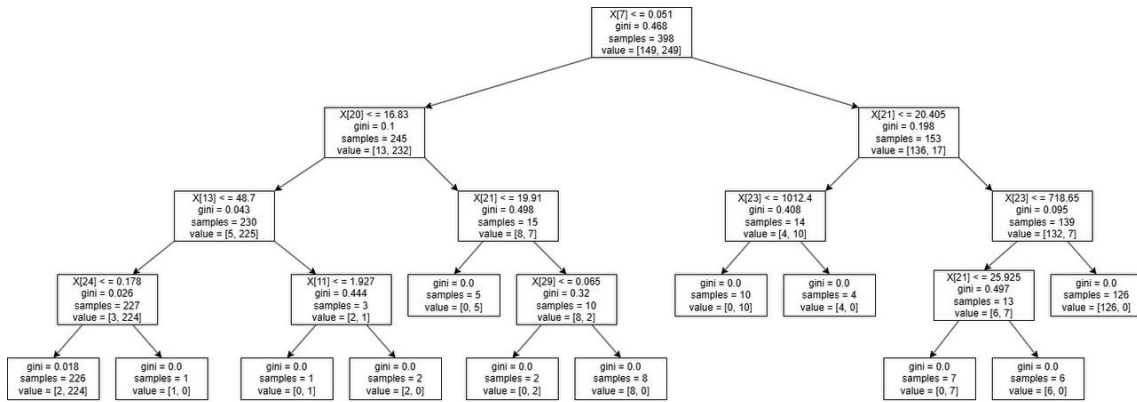 X[7] <= 0.051
gini = 0.468
samples = 398
value = [149, 249]
X[20] <= 16.83
gini = 0.1
samples = 245
value = [13, 232]
X[21] <= 20.405
gini = 0.198
samples = 153
value = [136, 17]
X[13] <= 48.7
gini = 0.043
samples = 230
value = [5, 225]
X[21] <= 19.91
gini = 0.498
samples = 15
value = [8, 7]
X[23] <= 1012.4
gini = 0.408
samples = 14
value = [4, 10]
X[23] <= 718.65
gini = 0.095
samples = 139
value = [132, 7]
X[24] <= 0.178
gini = 0.026
samples = 227
value = [3, 224]
X[11] <= 1.927
gini = 0.444
samples = 3
value = [2, 1]
gini = 0.0
samples = 5
value = [0, 5]
X[29] <= 0.065
gini = 0.32
samples = 10
value = [8, 2]
gini = 0.0
samples = 10
value = [0, 10]
gini = 0.0
samples = 4
value = [4, 0]
X[21] <= 25.925
gini = 0.497
samples = 13
value = [6, 7]
gini = 0.0
samples = 126
value = [126, 0]
gini = 0.018
samples = 226
value = [2, 224]
gini = 0.0
samples = 1
value = [1, 0]
gini = 0.0
samples = 1
value = [0, 1]
gini = 0.0
samples = 2
value = [2, 0]
gini = 0.0
samples = 2
value = [0, 2]
gini = 0.0
samples = 8
value = [8, 0]
gini = 0.0
samples = 7
value = [0, 7]
gini = 0.0
samples = 6
value = [6, 0]